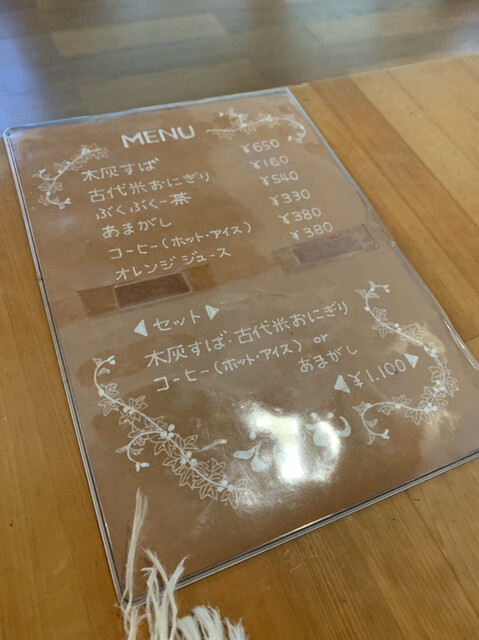 MENU
木灰すば ¥650
古代米おにぎり ¥160
ぶくぶくー茶 ¥540
あまがし ¥330
コーヒー(ホット・アイス) ¥380
オレンジジュース ¥380
◀セット▶
木灰すば・古代米おにぎり
コーヒー(ホット・アイス) or
あまがし
◀¥1,100▶